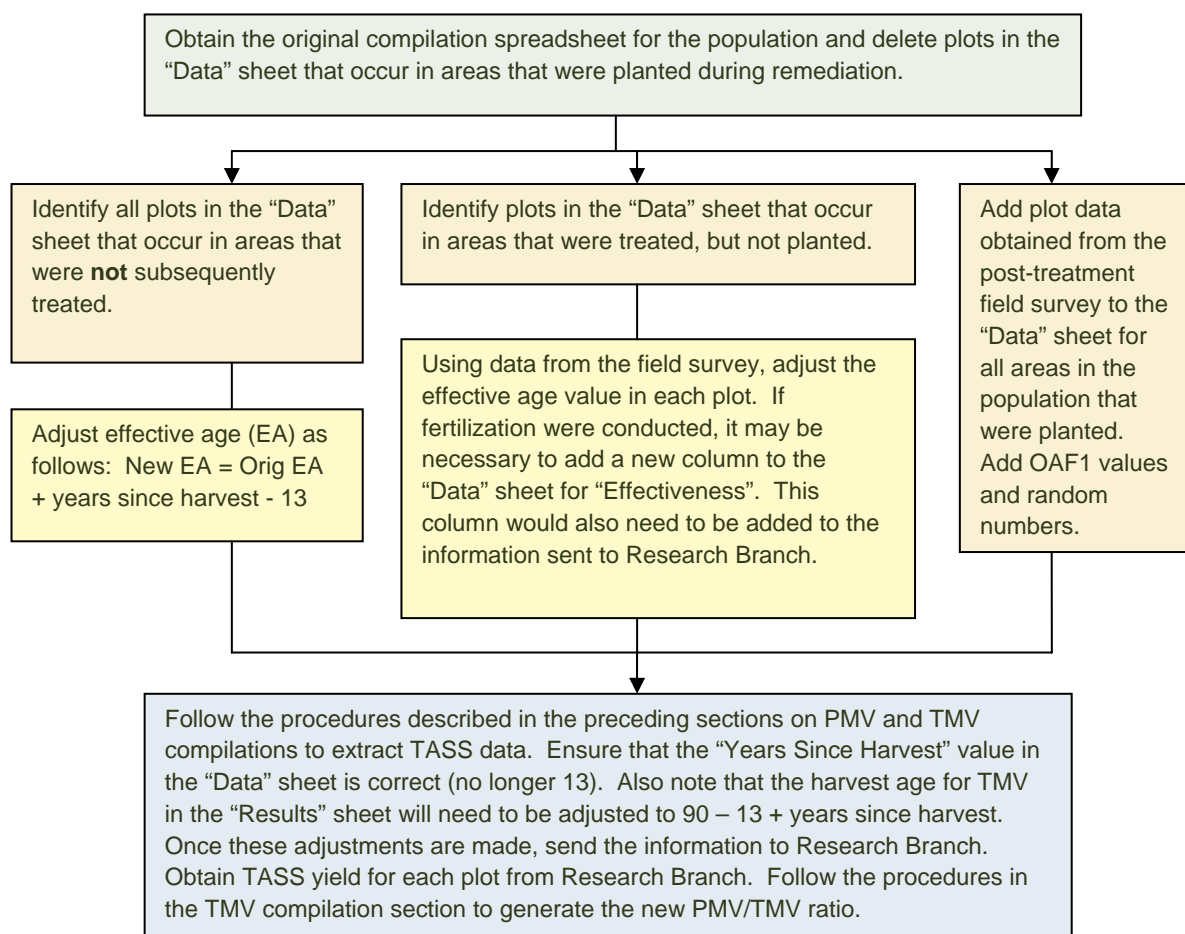 Obtain the original compilation spreadsheet for the population and delete plots in the
“Data” sheet that occur in areas that were planted during remediation.
Identify all plots in the “Data”
sheet that occur in areas that
were not subsequently
treated.
Adjust effective age (EA) as
follows:  New EA = Orig EA
+ years since harvest - 13
Identify plots in the “Data” sheet that occur
in areas that were treated, but not planted.
Using data from the field survey, adjust the
effective age value in each plot.  If
fertilization were conducted, it may be
necessary to add a new column to the
“Data” sheet for “Effectiveness”.  This
column would also need to be added to the
information sent to Research Branch.
Add plot data
obtained from the
post-treatment
field survey to the
“Data” sheet for
all areas in the
population that
were planted.
Add OAF1 values
and random
numbers.
Follow the procedures described in the preceding sections on PMV and TMV
compilations to extract TASS data.  Ensure that the “Years Since Harvest” value in
the “Data” sheet is correct (no longer 13).  Also note that the harvest age for TMV
in the “Results” sheet will need to be adjusted to 90 – 13 + years since harvest.
Once these adjustments are made, send the information to Research Branch.
Obtain TASS yield for each plot from Research Branch.  Follow the procedures in
the TMV compilation section to generate the new PMV/TMV ratio.